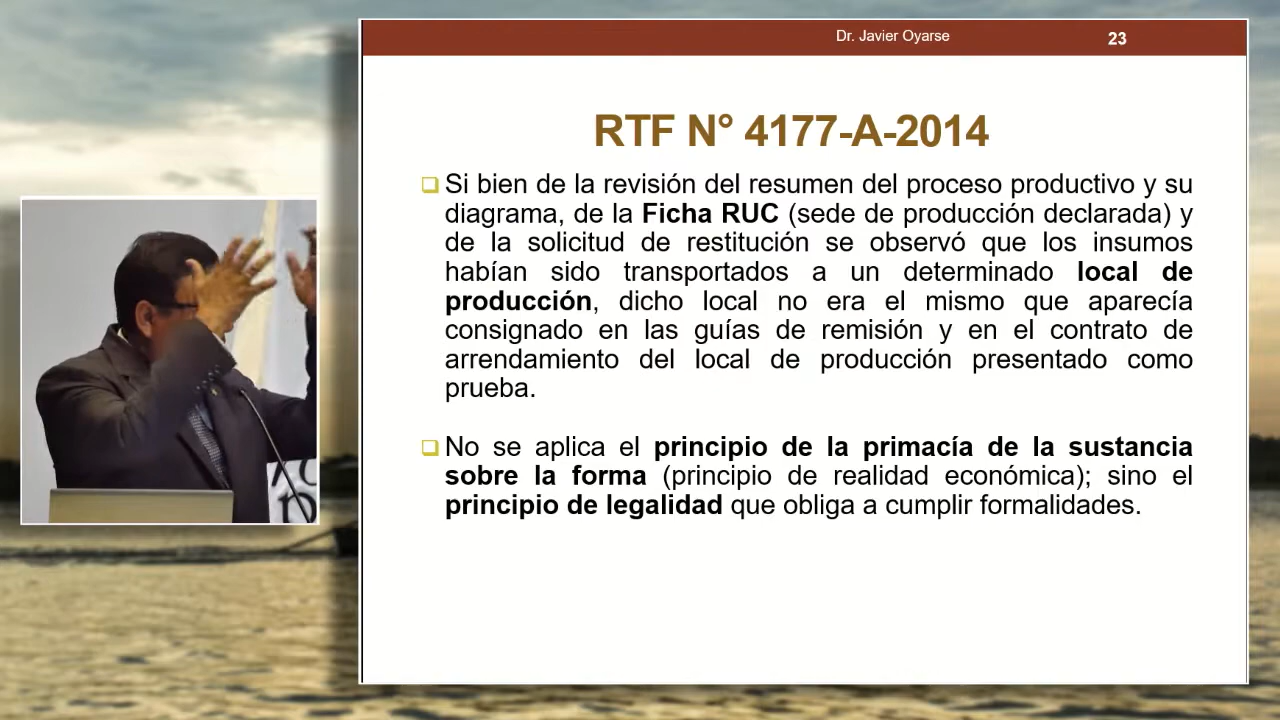 Dr. Javier Oyarse
23
RTF N° 4177-A-2014
Si bien de la revisión del resumen del proceso productivo y su
diagrama, de la Ficha RUC (sede de producción declarada) y
de la solicitud de restitución se observó que los insumos
habían sido transportados a un determinado local de
producción, dicho local no era el mismo que aparecía
consignado en las guías de remisión y en el contrato de
arrendamiento del local de producción presentado como
prueba.
No se aplica el principio de la primacía de la sustancia
sobre la forma (principio de realidad económica); sino el
principio de legalidad que obliga a cumplir formalidades.